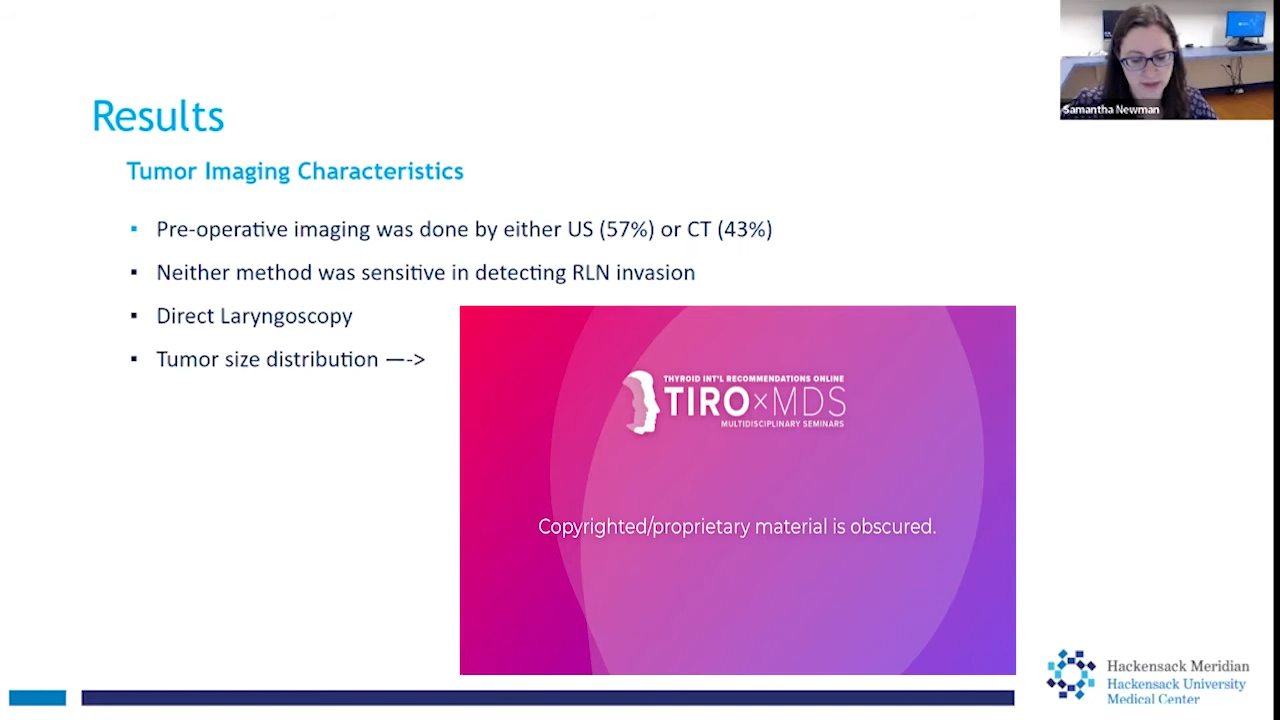 Samantha Newman
Results
Tumor Imaging Characteristics
▪ Pre-operative imaging was done by either US (57%) or CT (43%)
▪ Neither method was sensitive in detecting RLN invasion
▪ Direct Laryngoscopy
▪ Tumor size distribution —->
THYROID INT'L RECOMMENDATIONS ONLINE
TIRO×MDS
MULTIDISCIPLINARY SEMINARS
Copyrighted/proprietary material is obscured.
Hackensack Meridian
Hackensack University
Medical Center